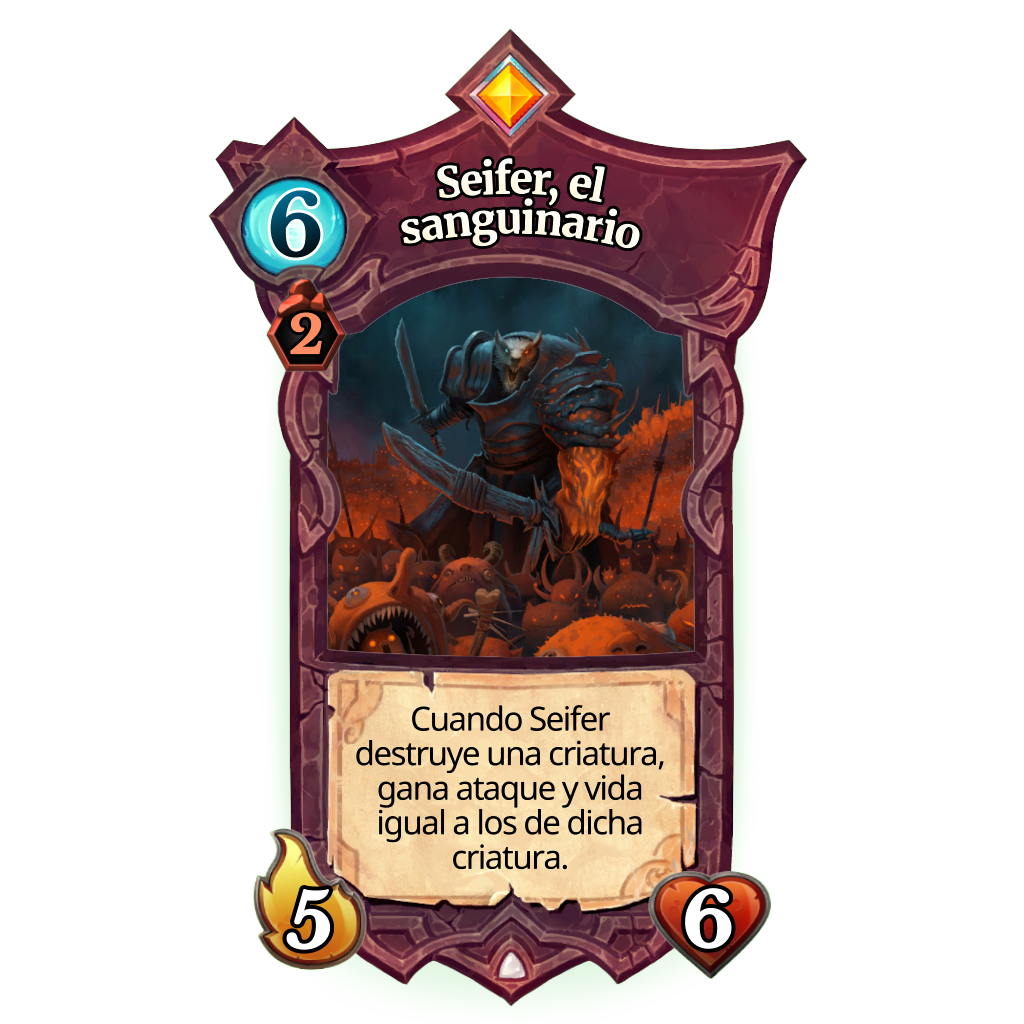 Seifer, el
sanguinario
6
2
Cuando Seifer
destruye una criatura,
gana ataque y vida
igual a los de dicha
criatura.
5
6